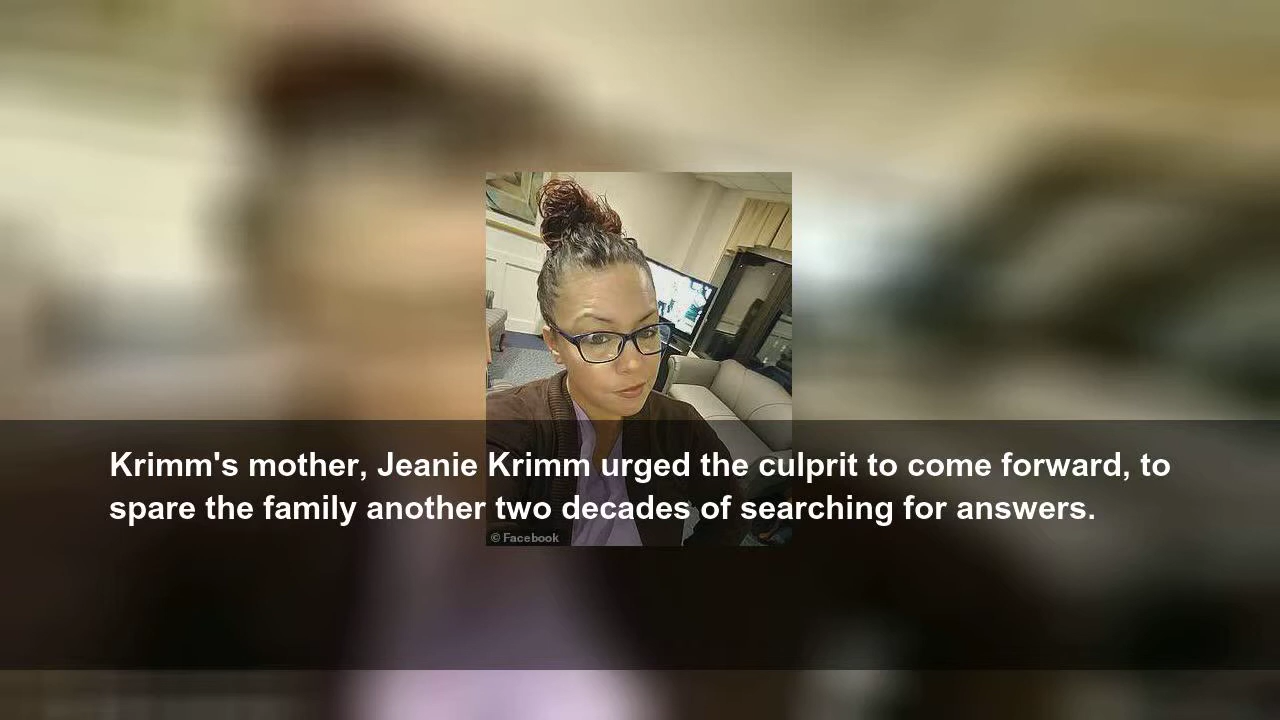 Krimm's mother, Jeanie Krimm urged the culprit to come forward, to
spare the family another two decades of searching for answers.
© Facebook